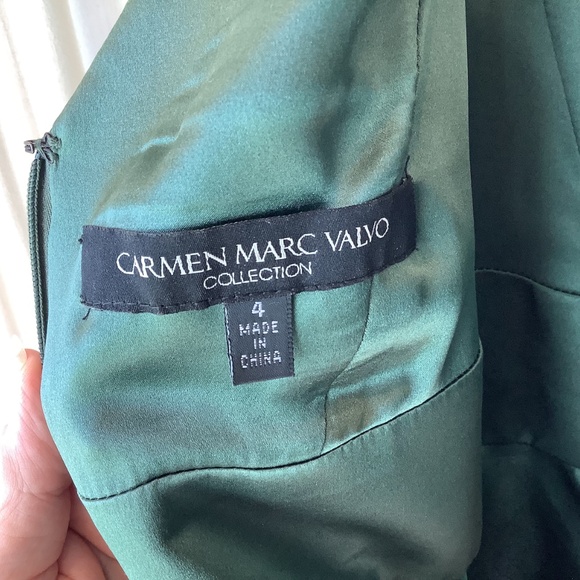 CARMEN MARC VALVO
COLLECTION
4
MADE
IN
CHINA